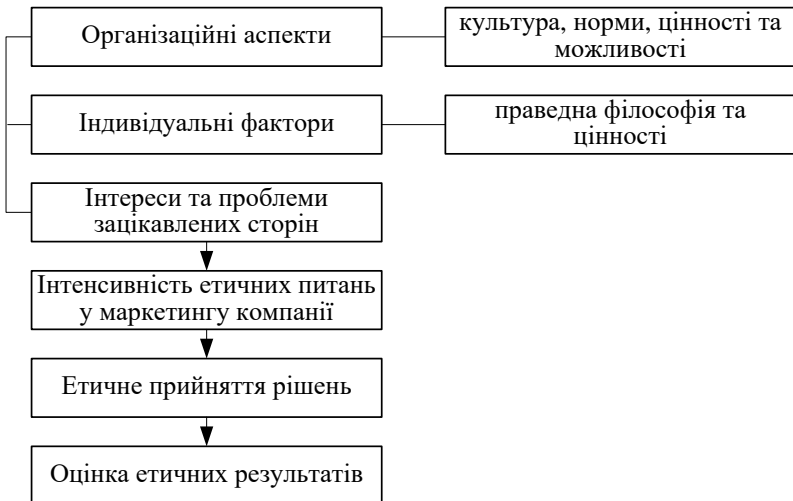 Організаційні аспекти
культура, норми, цінності та
можливості
Індивідуальні фактори
праведна філософія та
цінності
Інтереси та проблеми
зацікавлених сторін
Інтенсивність етичних питань
у маркетингу компанії
Етичне прийняття рішень
Оцінка етичних результатів